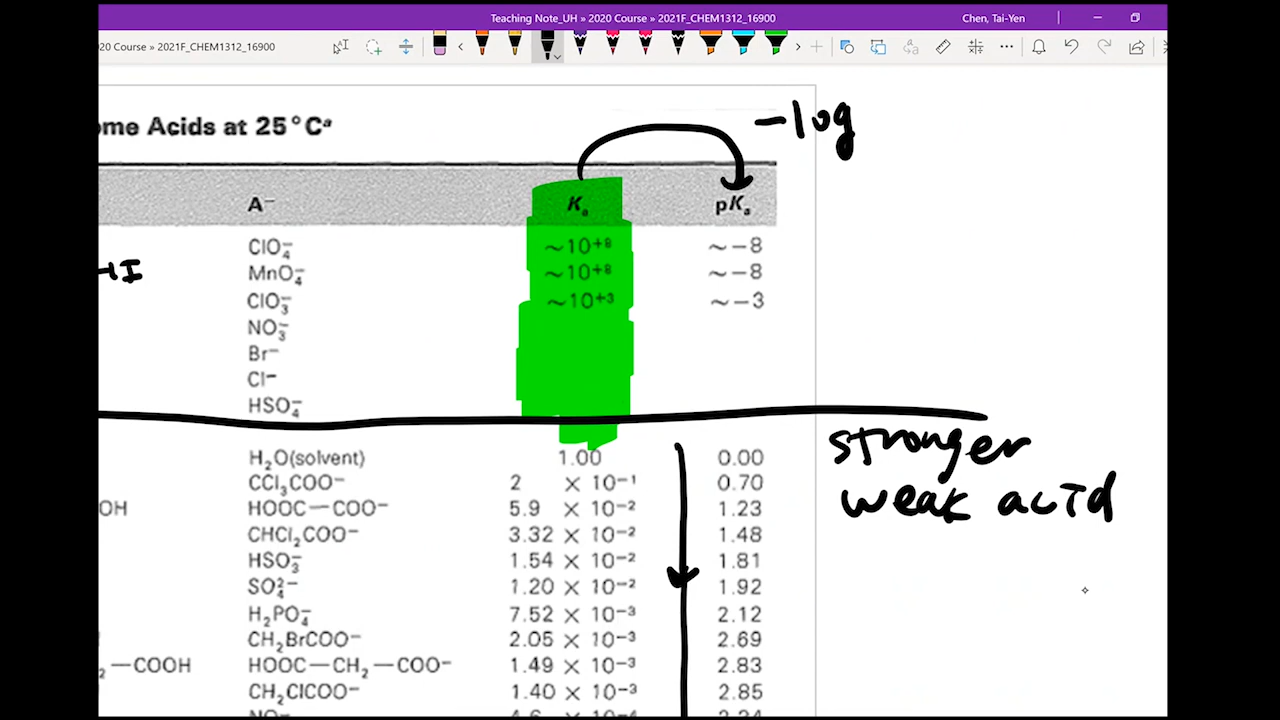 Teaching Note_UH » 2020 Course » 2021F_CHEM1312_16900
Chen, Tai-Yen
20 Course » 2021F_CHEM1312_16900
ome Acids at 25°Cᵃ
-log
A⁻ Kₐ pKₐ
ClO₄⁻ ~10⁺⁸ ~−8
HI MnO₄⁻ ~10⁺⁸ ~−8
ClO₃⁻ ~10⁺³ ~−3
NO₃⁻
Br⁻
Cl⁻
HSO₄⁻
stronger
weak acid
H₂O(solvent) 1.00 0.00
CCl₃COO⁻ 2 × 10⁻¹ 0.70
OH HOOC—COO⁻ 5.9 × 10⁻² 1.23
CHCl₂COO⁻ 3.32 × 10⁻² 1.48
HSO₃⁻ 1.54 × 10⁻² 1.81
SO₄²⁻ 1.20 × 10⁻² 1.92
H₂PO₄⁻ 7.52 × 10⁻³ 2.12
CH₂BrCOO⁻ 2.05 × 10⁻³ 2.69
₂—COOH HOOC—CH₂—COO⁻ 1.49 × 10⁻³ 2.83
CH₂ClCOO⁻ 1.40 × 10⁻³ 2.85